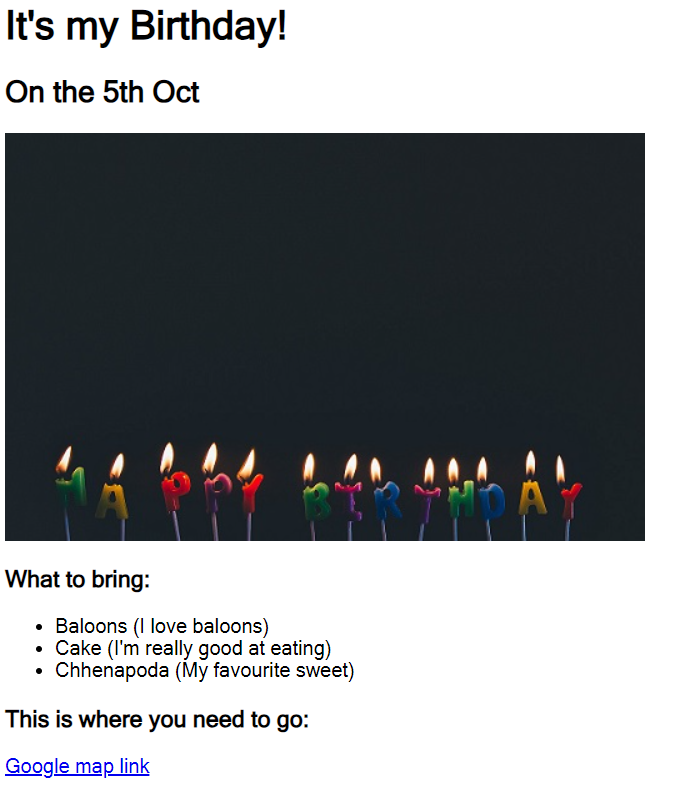 It's my Birthday!
On the 5th Oct
HAPPY BIRTHDAY
What to bring:
Baloons (I love baloons)
Cake (I'm really good at eating)
Chhenapoda (My favourite sweet)
This is where you need to go:
Google map link